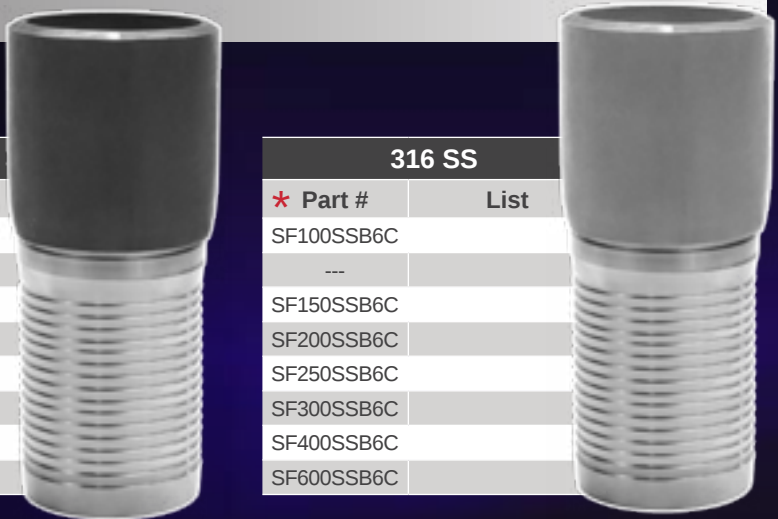 316 SS
* Part # List
SF100SSB6C
---
SF150SSB6C
SF200SSB6C
SF250SSB6C
SF300SSB6C
SF400SSB6C
SF600SSB6C